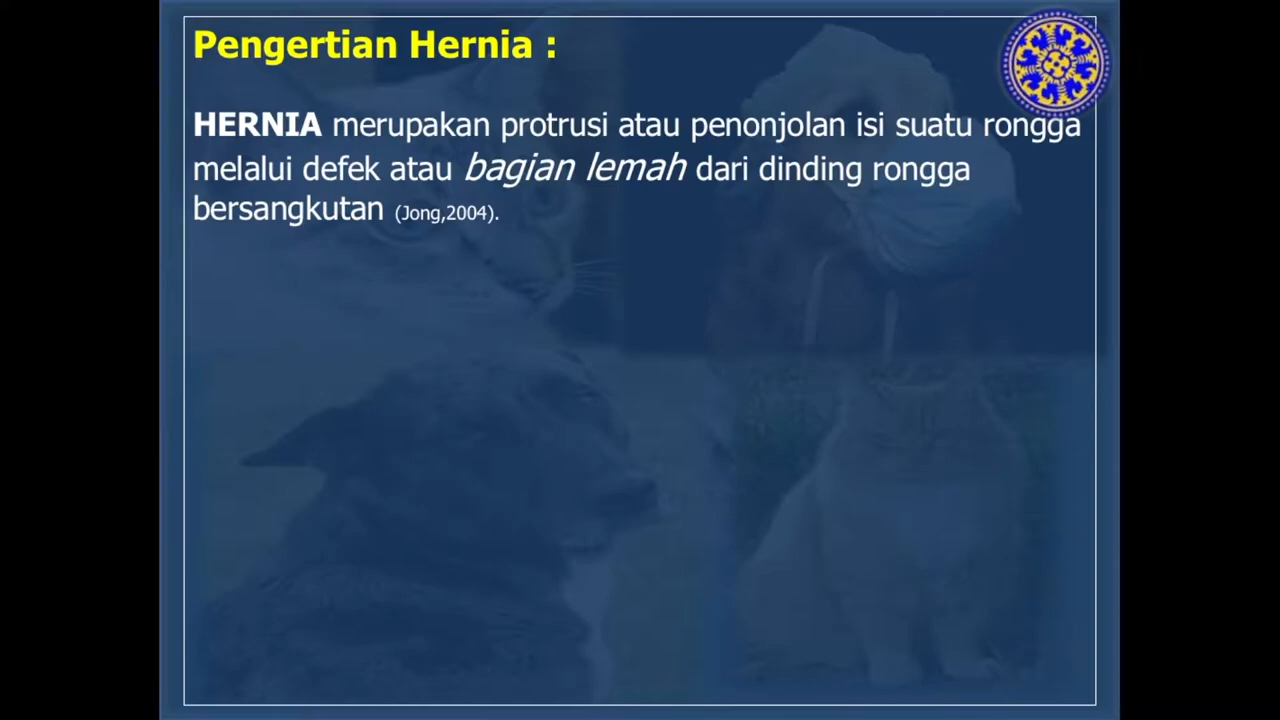 Pengertian Hernia :
HERNIA merupakan protrusi atau penonjolan isi suatu rongga
melalui defek atau bagian lemah dari dinding rongga
bersangkutan (Jong,2004).